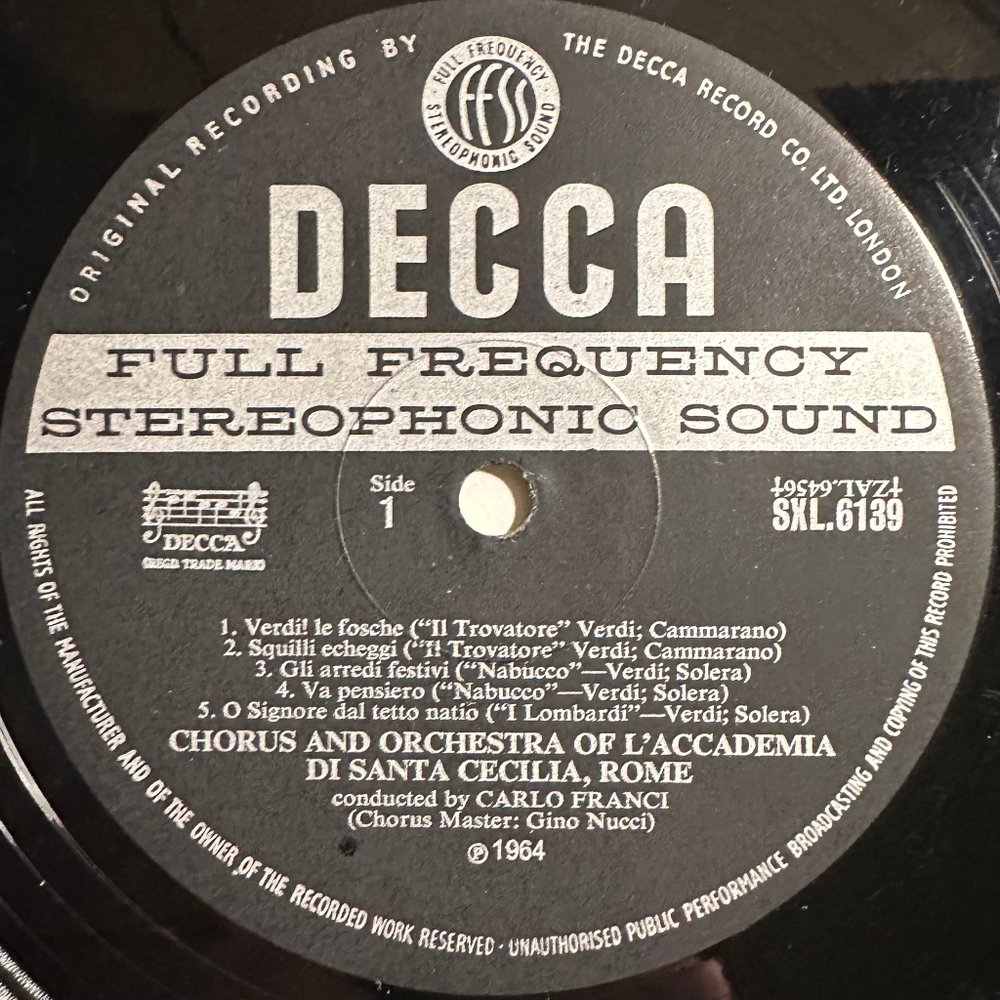 ORIGINAL RECORDING BY THE DECCA RECORD CO. LTD. LONDON
FULL FREQUENCY
FFSS
STEREOPHONIC SOUND
DECCA
FULL FREQUENCY
STEREOPHONIC SOUND
DECCA
(REGD. TRADE MARK)
Side
1
‡ZAL.6456‡
SXL.6139
1. Verdi! le fosche (“Il Trovatore” Verdi; Cammarano)
2. Squilli echeggi (“Il Trovatore” Verdi; Cammarano)
3. Gli arredi festivi (“Nabucco”—Verdi; Solera)
4. Va pensiero (“Nabucco”—Verdi; Solera)
5. O Signore dal tetto natio (“I Lombardi”—Verdi; Solera)
CHORUS AND ORCHESTRA OF L'ACCADEMIA
DI SANTA CECILIA, ROME
conducted by CARLO FRANCI
(Chorus Master: Gino Nucci)
℗ 1964
ALL RIGHTS OF THE MANUFACTURER AND OF THE OWNER OF THE RECORDED WORK RESERVED · UNAUTHORISED PUBLIC PERFORMANCE BROADCASTING AND COPYING OF THIS RECORD PROHIBITED